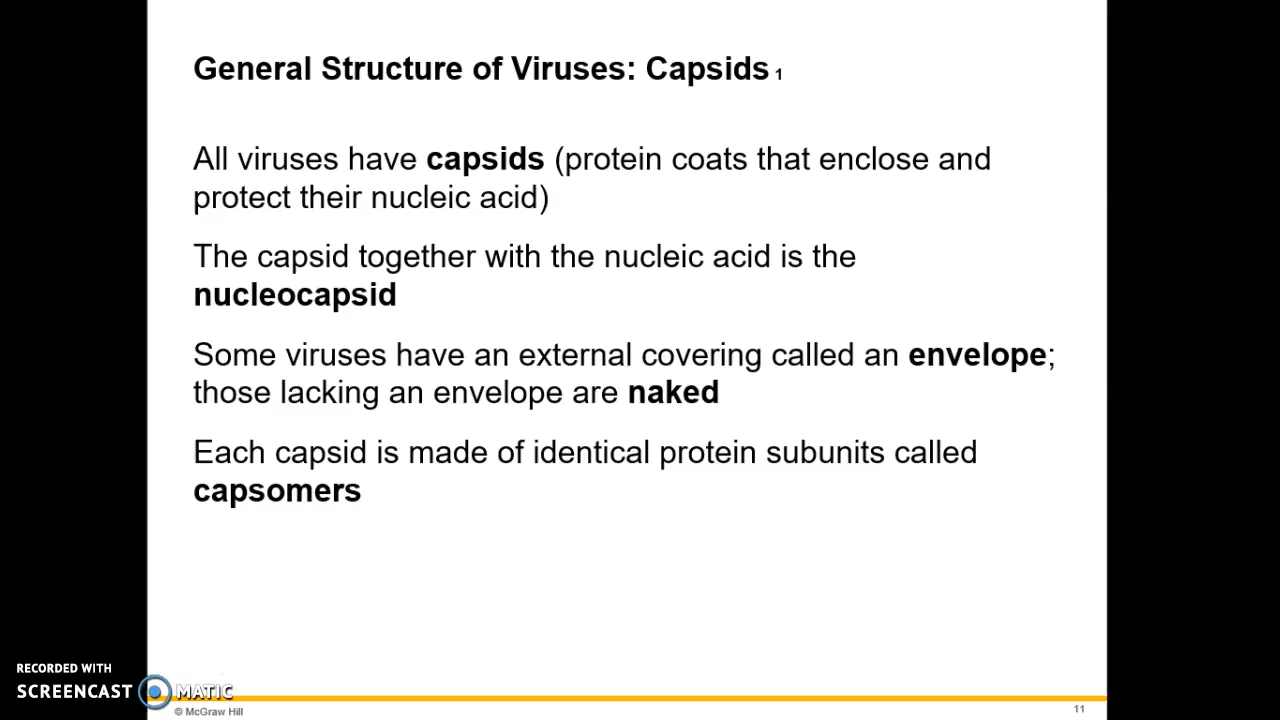 General Structure of Viruses: Capsids 1
All viruses have capsids (protein coats that enclose and
protect their nucleic acid)
The capsid together with the nucleic acid is the
nucleocapsid
Some viruses have an external covering called an envelope;
those lacking an envelope are naked
Each capsid is made of identical protein subunits called
capsomers
RECORDED WITH
SCREENCAST MATIC
© McGraw Hill
11